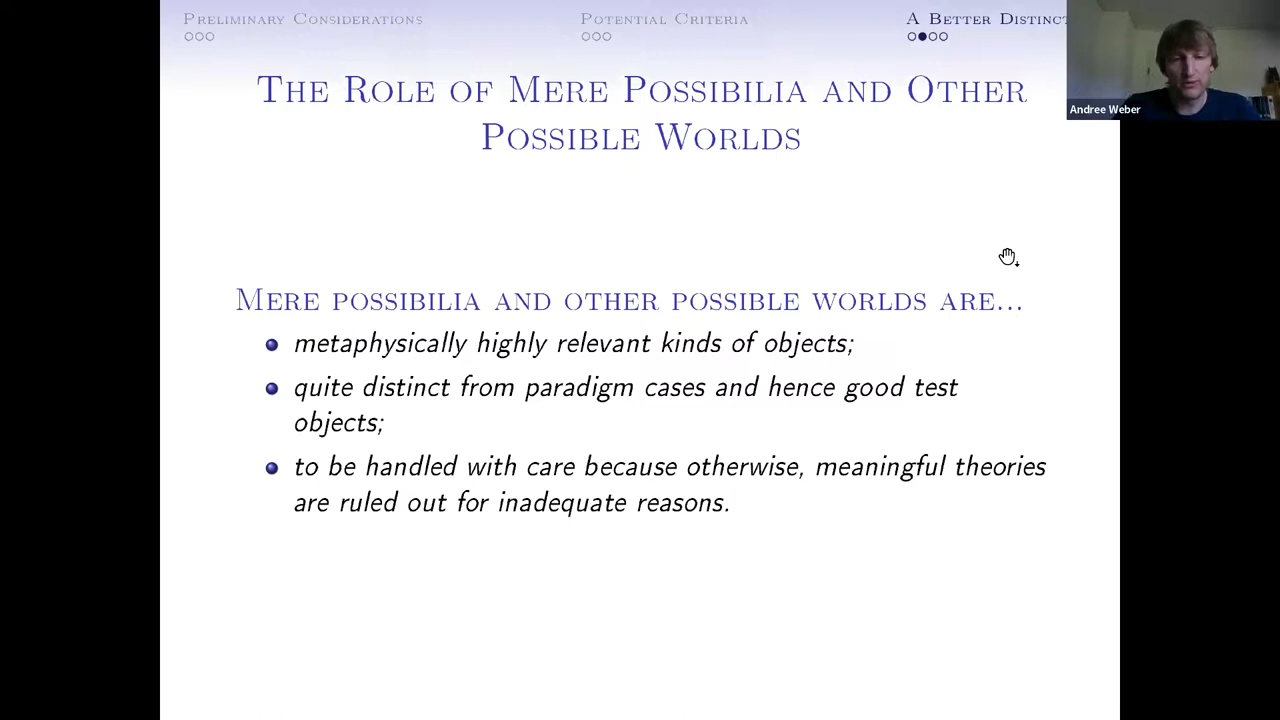 Preliminary Considerations
Potential Criteria
A Better Distinct
Andree Weber
The Role of Mere Possibilia and Other
Possible Worlds
Mere possibilia and other possible worlds are...
metaphysically highly relevant kinds of objects;
quite distinct from paradigm cases and hence good test
objects;
to be handled with care because otherwise, meaningful theories
are ruled out for inadequate reasons.